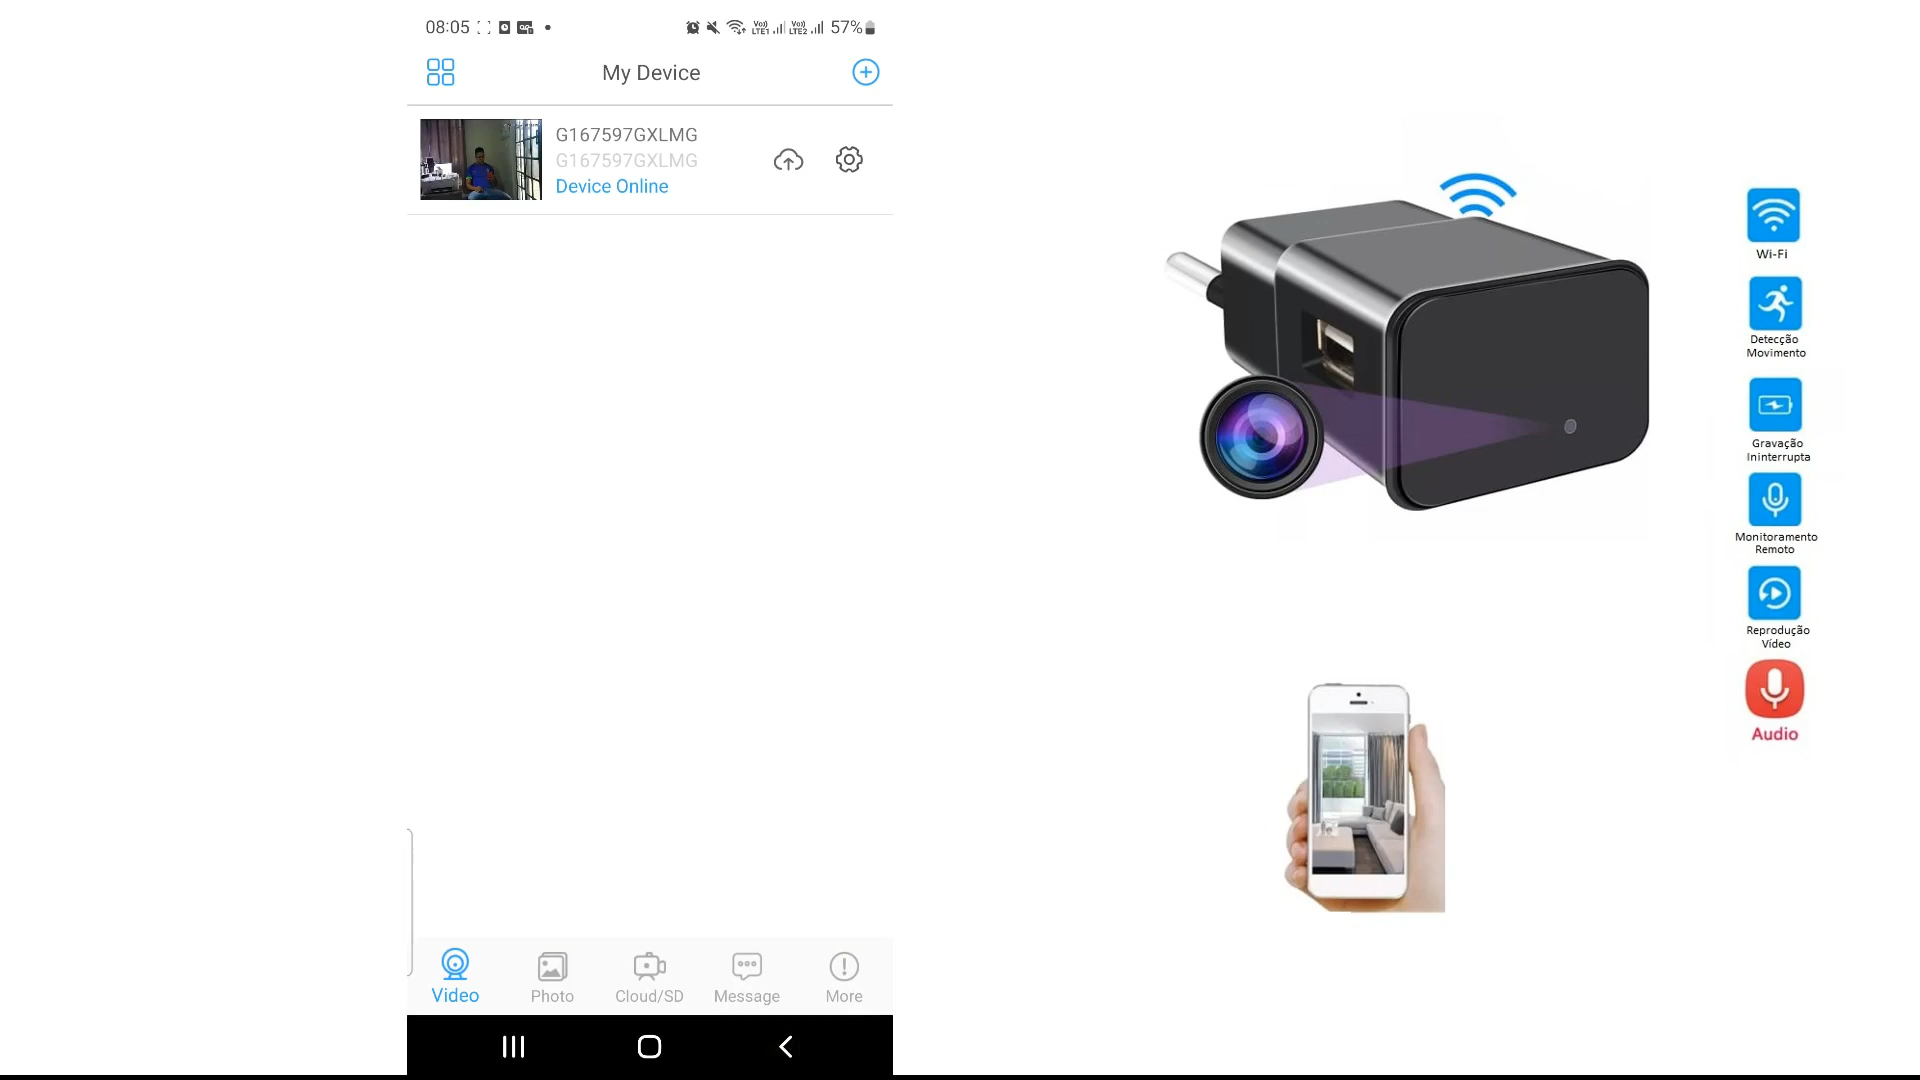 08:05
57%
My Device
G167597GXLMG
G167597GXLMG
Device Online
Video
Photo
Cloud/SD
Message
More
Wi-Fi
Detecção
Movimento
Gravação
Ininterrupta
Monitoramento
Remoto
Reprodução
Vídeo
Audio